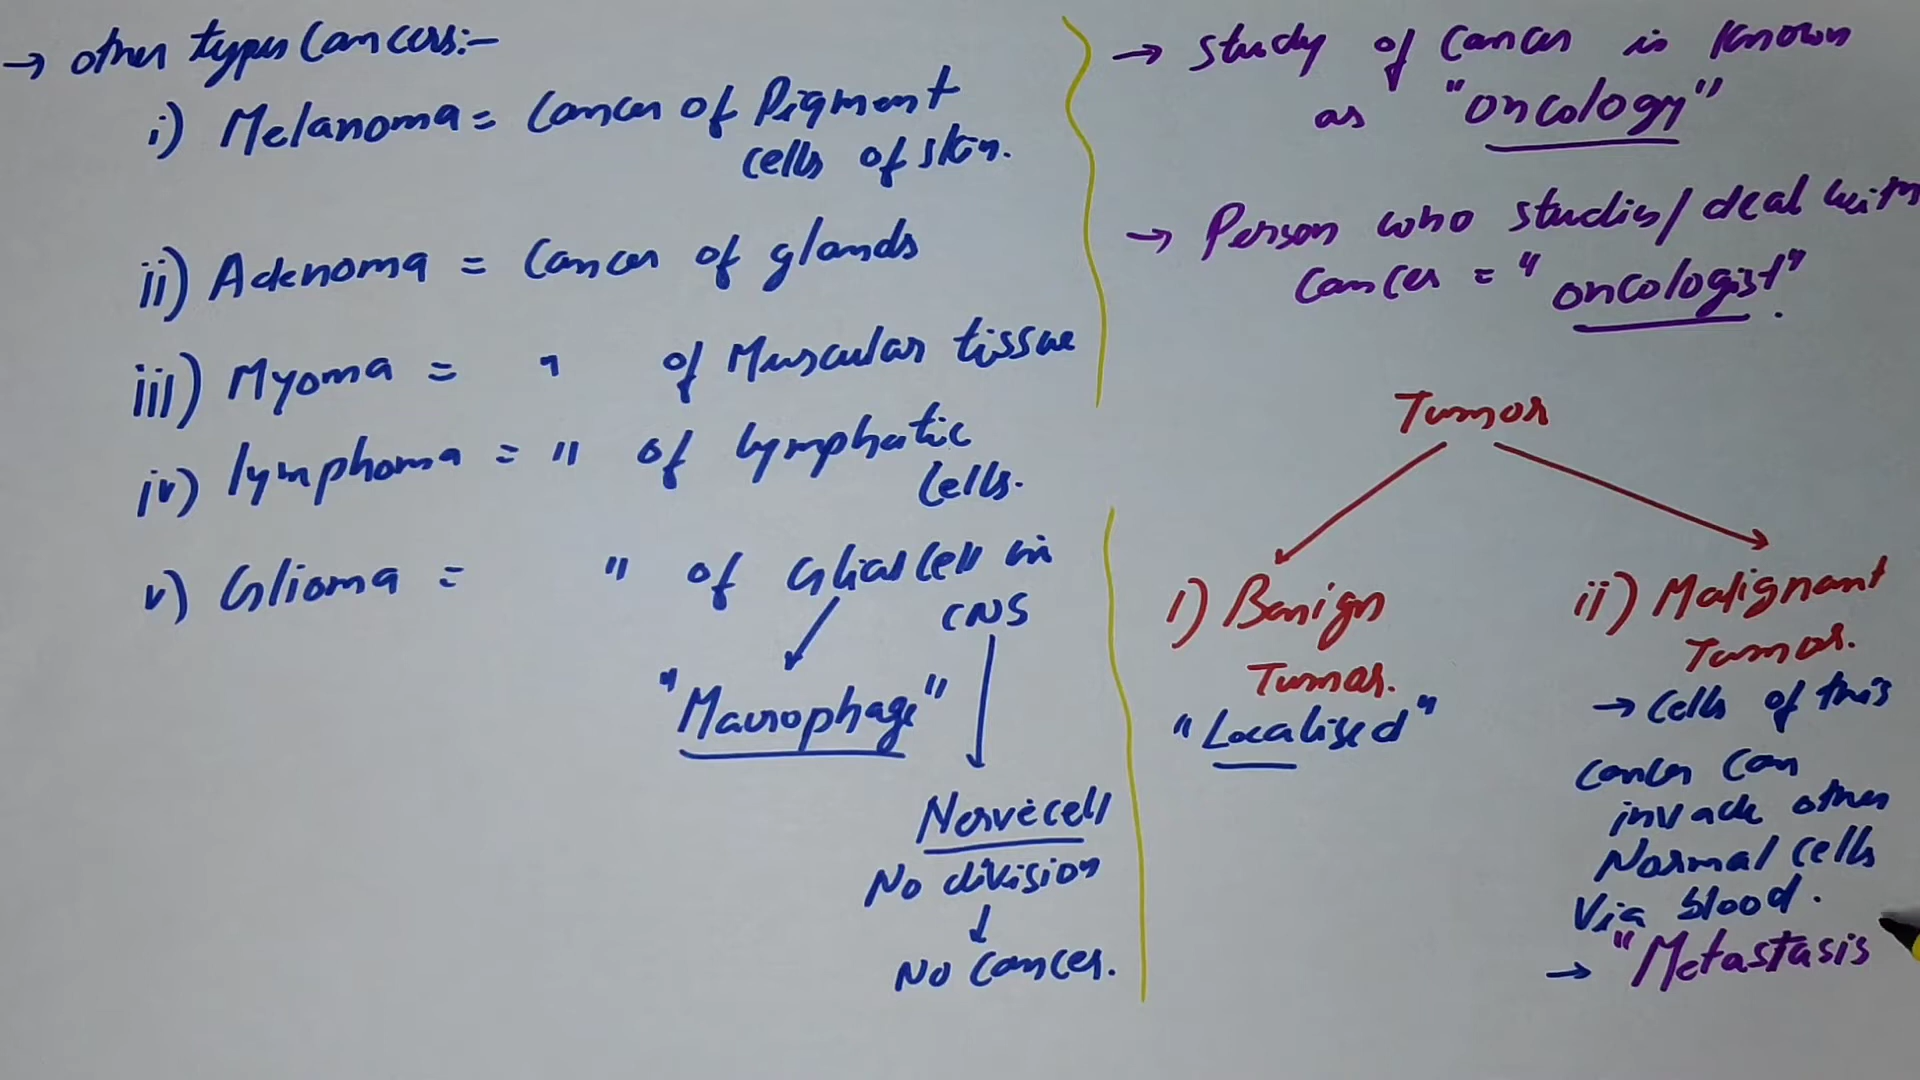 → other types Cancers:-
i) Melanoma = Cancer of Pigment
cells of skin.
ii) Adenoma = Cancer of glands
iii) Myoma = " of Muscular tissue
iv) lymphoma = " of lymphatic
Cells.
v) Glioma = " of Glial Cell in
CNS
"Macrophage"
Nerve cell
No division
↓
No Cancer.
→ Study of Cancer is known
as "oncology"
→ Person who studies/deal with
Cancer = "oncologist".
Tumor
i) Benign
Tumor.
"Localised"
ii) Malignant
Tumor.
→ Cells of this
Cancer Can
invade other
Normal Cells
Via blood.
→ "Metastasis